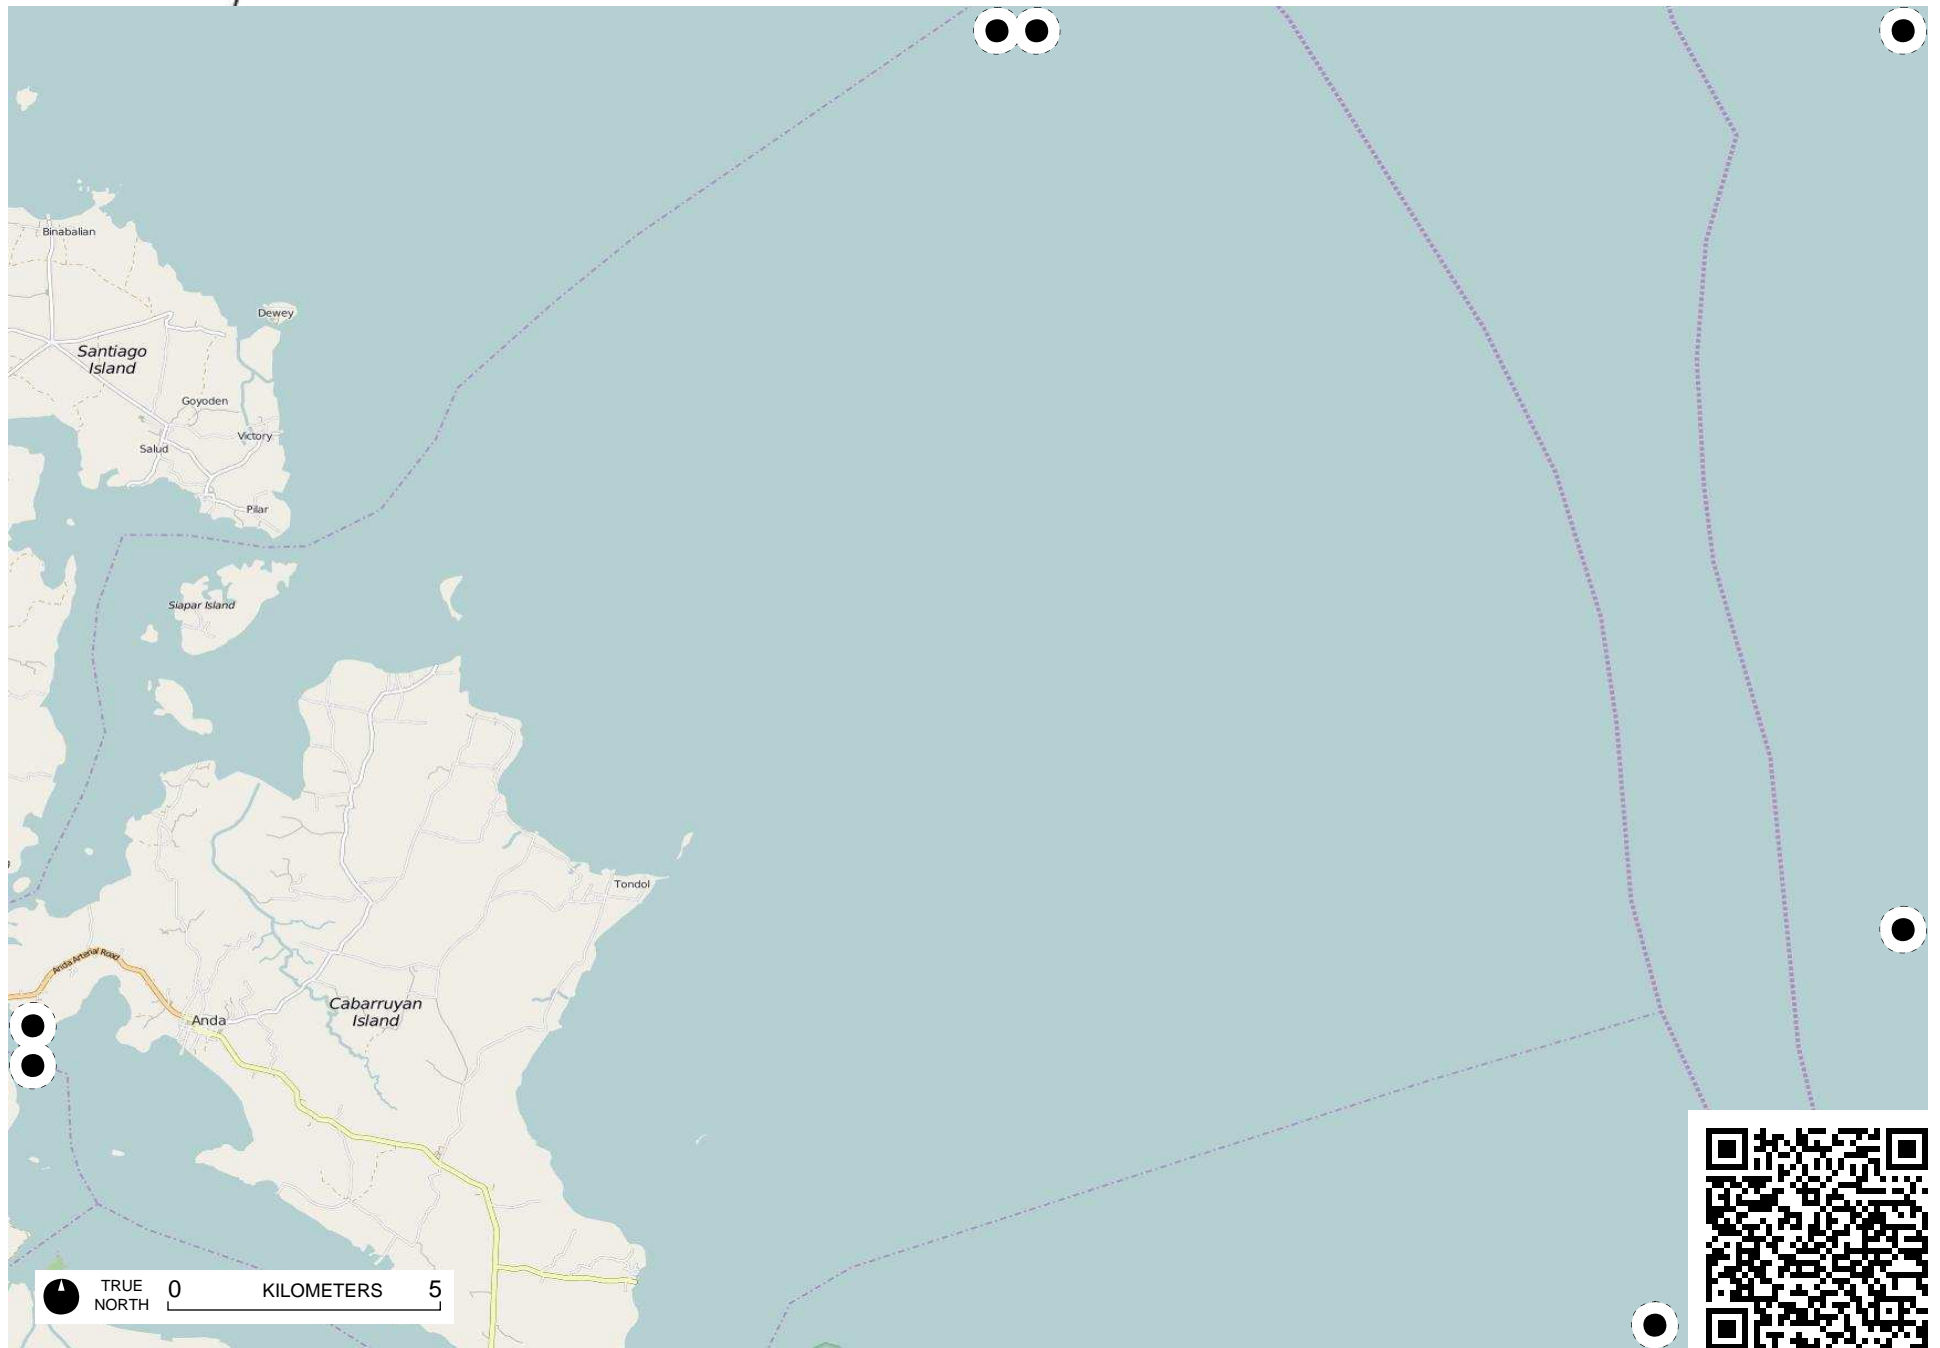 Binabalian
Dewey
Santiago
Island
Goyoden
Victory
Salud
Pilar
Siapar Island
Tondol
Anda Arterial Road
Cabarruyan
Island
Anda
TRUE
NORTH
0
KILOMETERS
5